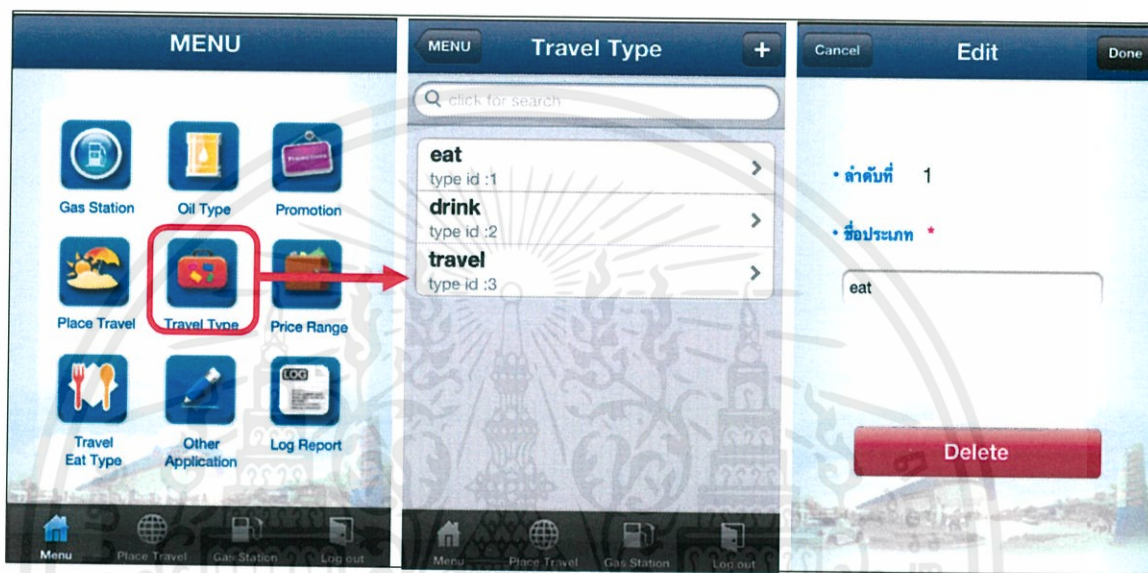 MENU
Gas Station
Oil Type
Promotions
Promotion
Place Travel
Travel Type
Price Range
LOG
Travel
Eat Type
Other
Application
Log Report
Menu
Place Travel
Gas Station
Log out
MENU
Travel Type
+
click for search
eat
type id :1
drink
type id :2
travel
type id :3
Menu
Place Travel
Gas Station
Log out
Cancel
Edit
Done
• ลำดับที่ 1
• ชื่อประเภท *
eat
Delete